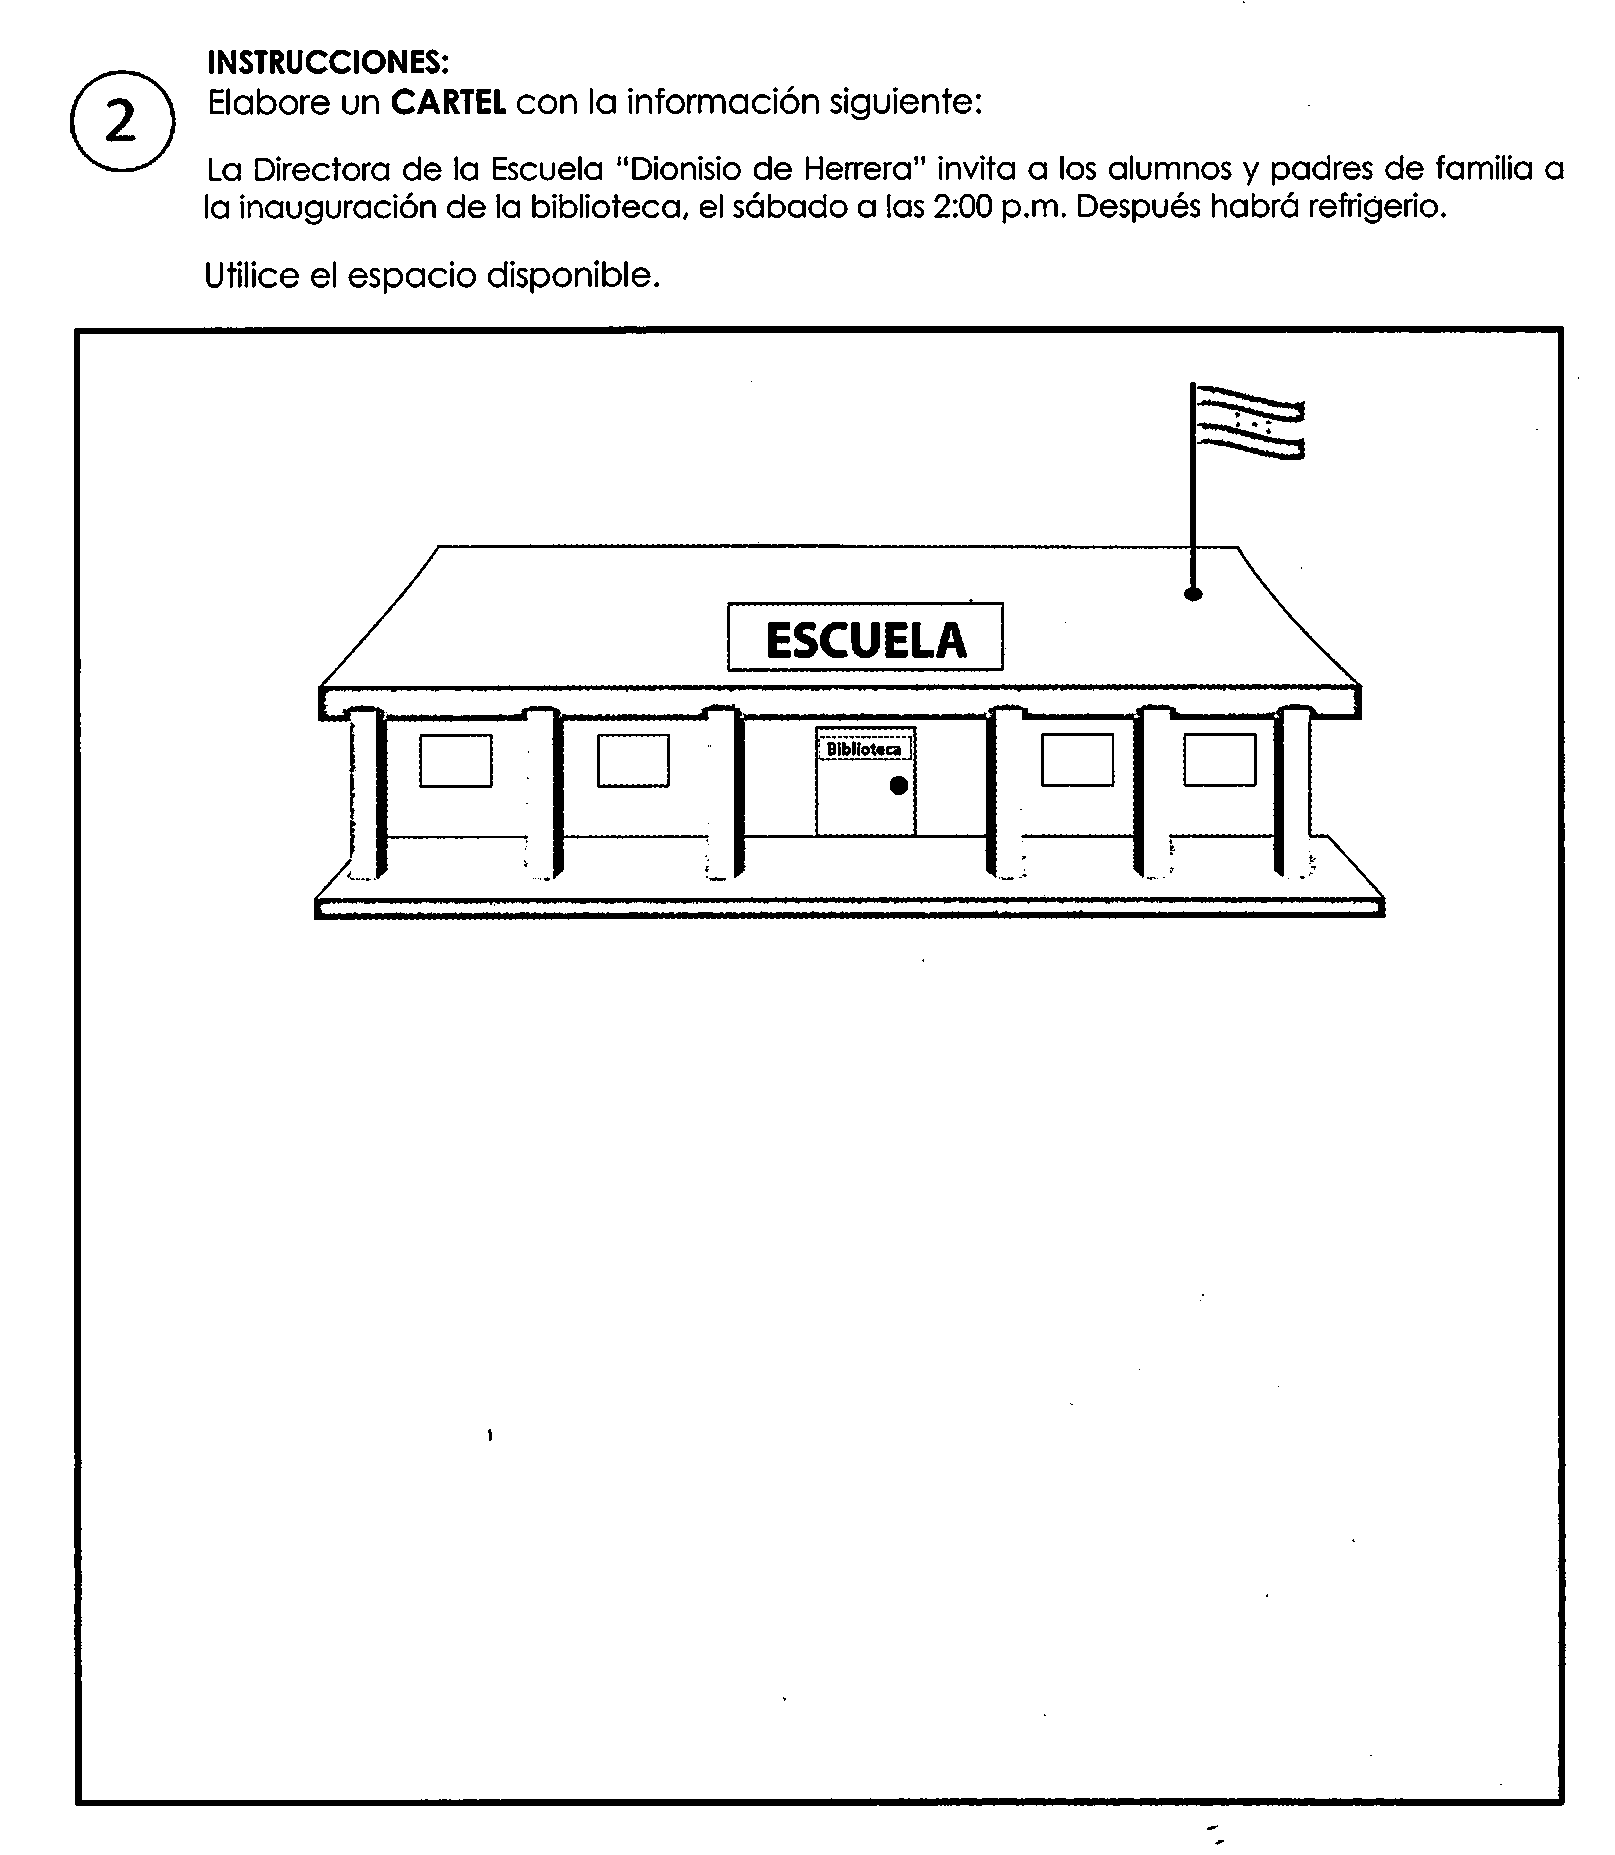 INSTRUCCIONES:
2
Elabore un CARTEL con la información siguiente:
La Directora de la Escuela "Dionisio de Herrera" invita a los alumnos y padres de familia a
la inauguración de la biblioteca, el sábado a las 2:00 p.m. Después habrá refrigerio.
Utilice el espacio disponible.
ESCUELA
Biblioteca